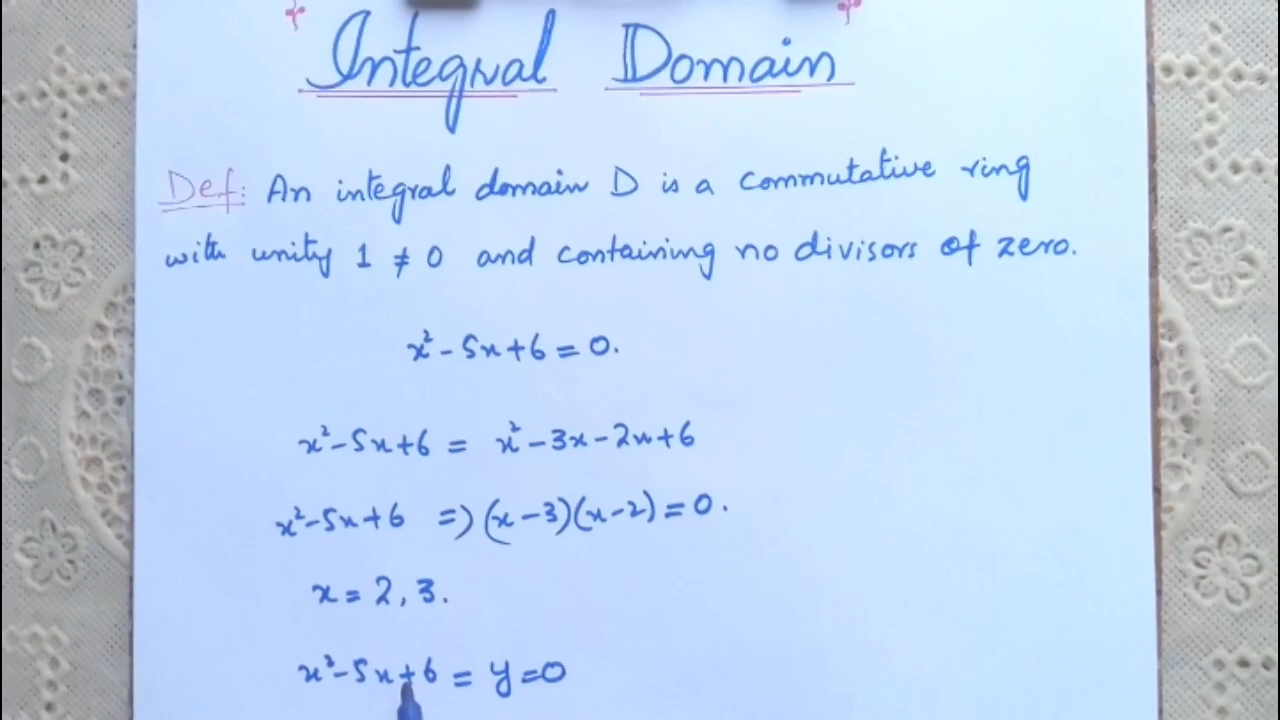 Integral Domain
Def: An integral domain D is a commutative ring
with unity 1 ≠ 0 and containing no divisors of zero.
x² - 5x + 6 = 0.
x² - 5x + 6 = x² - 3x - 2x + 6
x² - 5x + 6 => (x - 3)(x - 2) = 0.
x = 2, 3.
x² - 5x + 6 = y = 0